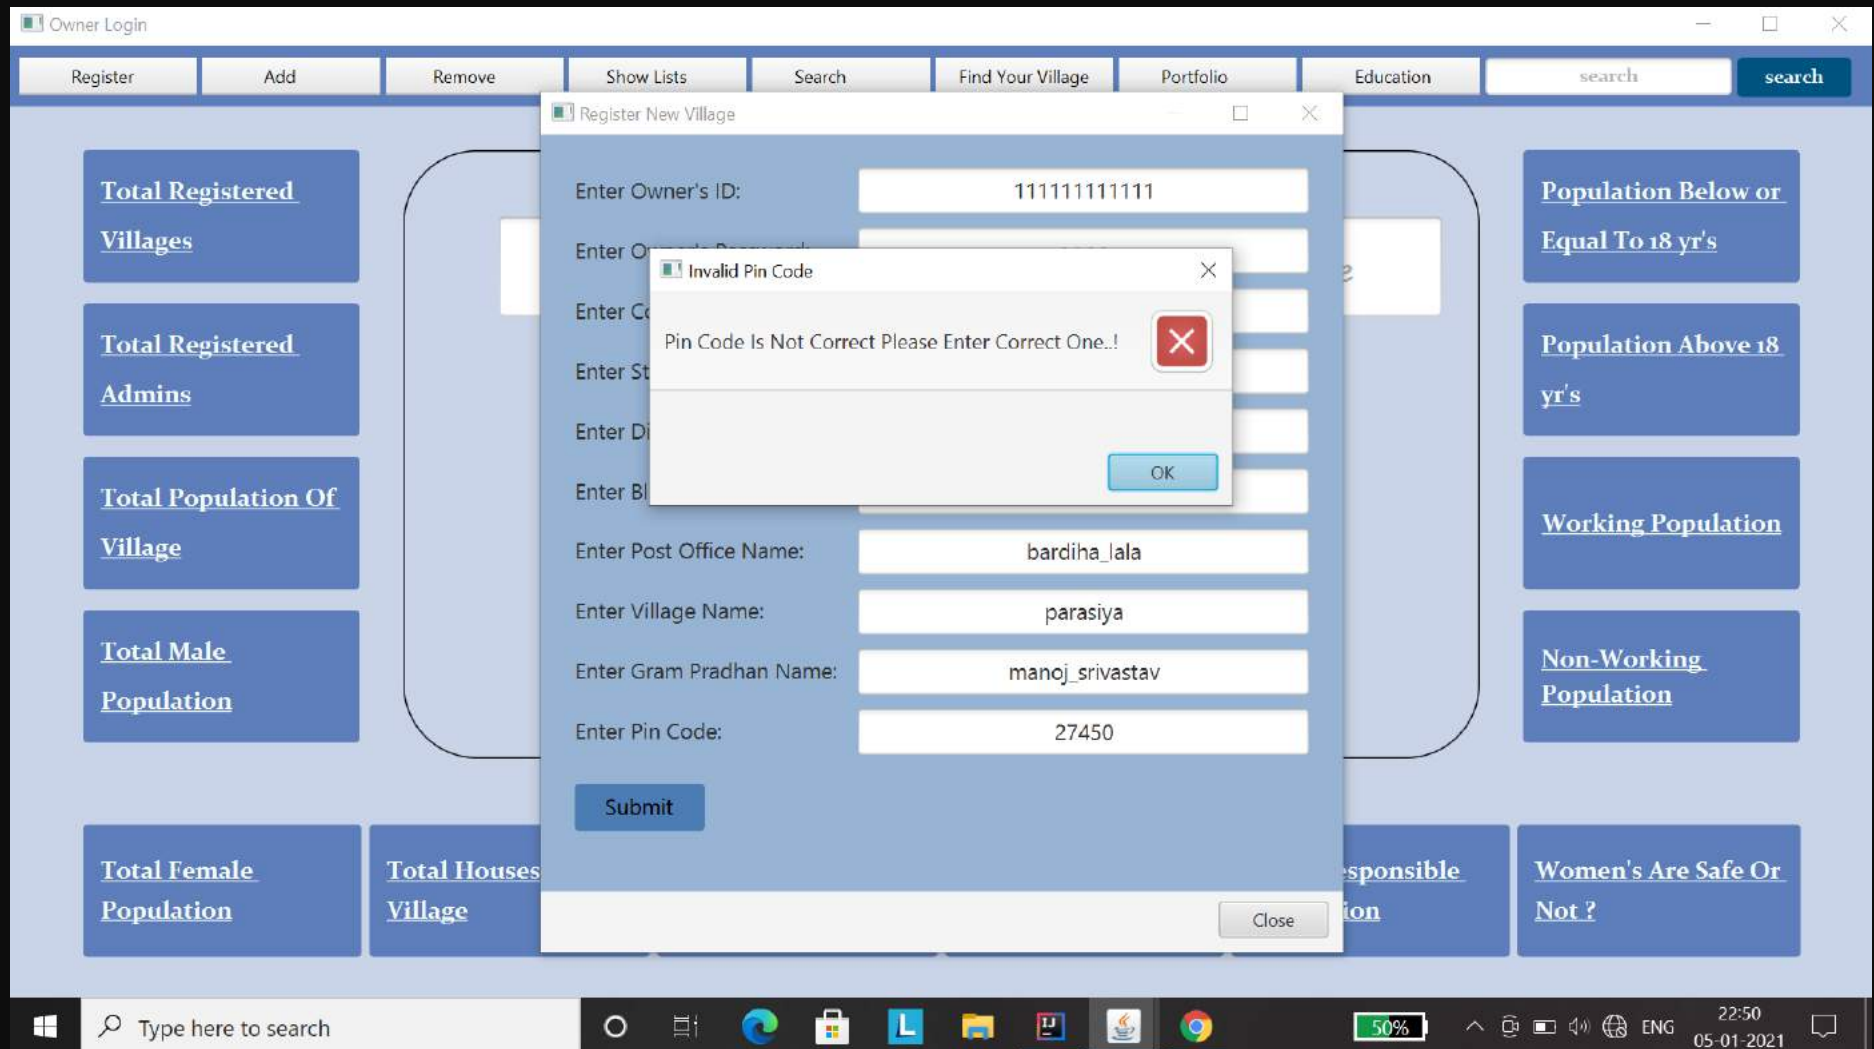 Owner Login
Register Add Remove Show Lists Search Find Your Village Portfolio Education search search
Register New Village
Total Registered
Villages
Total Registered
Admins
Total Population Of
Village
Total Male
Population
Enter Owner's ID: 111111111111
Enter
Invalid Pin Code
Pin Code Is Not Correct Please Enter Correct One..!
OK
Enter
Enter
Enter
Enter
Enter Post Office Name: bardiha_lala
Enter Village Name: parasiya
Enter Gram Pradhan Name: manoj_srivastav
Enter Pin Code: 27450
Submit
Close
Population Below or
Equal To 18 yr's
Population Above 18
yr's
Working Population
Non-Working
Population
Total Female
Population
Total Houses
Village
Women's Are Safe Or
Not ?
Type here to search
50%
ENG
22:50
05-01-2021